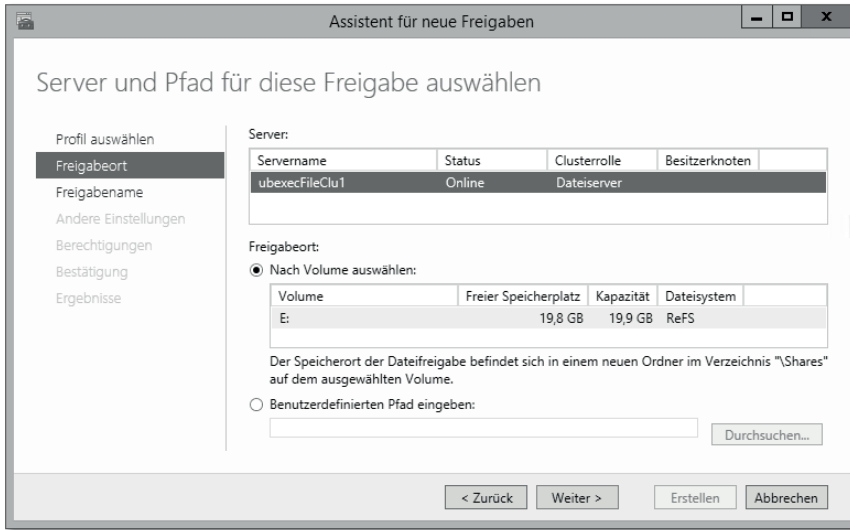 Assistent für neue Freigaben
Server und Pfad für diese Freigabe auswählen
Profil auswählen
Freigabeort
Freigabename
Andere Einstellungen
Berechtigungen
Bestätigung
Ergebnisse
Server:
Servername Status Clusterrolle Besitzerknoten
ubexecFileClu1 Online Dateiserver
Freigabeort:
Nach Volume auswählen:
Volume Freier Speicherplatz Kapazität Dateisystem
E: 19,8 GB 19,9 GB ReFS
Der Speicherort der Dateifreigabe befindet sich in einem neuen Ordner im Verzeichnis "\Shares"
auf dem ausgewählten Volume.
Benutzerdefinierten Pfad eingeben:
Durchsuchen...
< Zurück Weiter > Erstellen Abbrechen